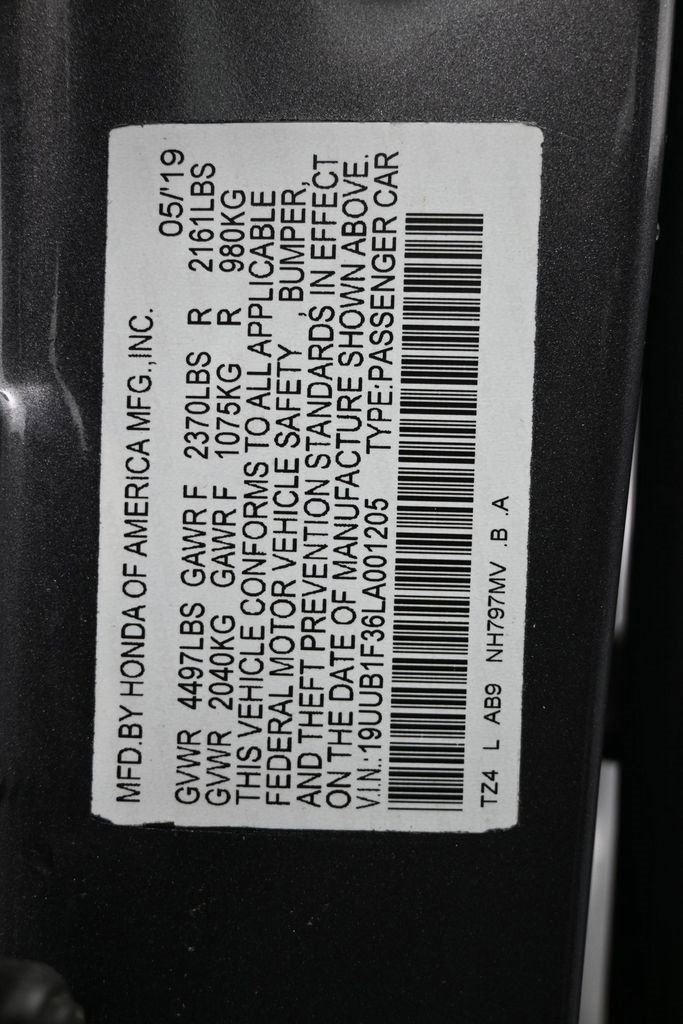 MFD.BY HONDA OF AMERICA MFG.,INC.
05/'19
GVWR 4497LBS GAWR F 2370LBS R 2161LBS
GVWR 2040KG GAWR F 1075KG R 980KG
THIS VEHICLE CONFORMS TO ALL APPLICABLE
FEDERAL MOTOR VEHICLE SAFETY , BUMPER,
AND THEFT PREVENTION STANDARDS IN EFFECT
ON THE DATE OF MANUFACTURE SHOWN ABOVE.
V.I.N.:19UUB1F36LA001205 TYPE:PASSENGER CAR
TZ4 L AB9 NH797MV .B .A